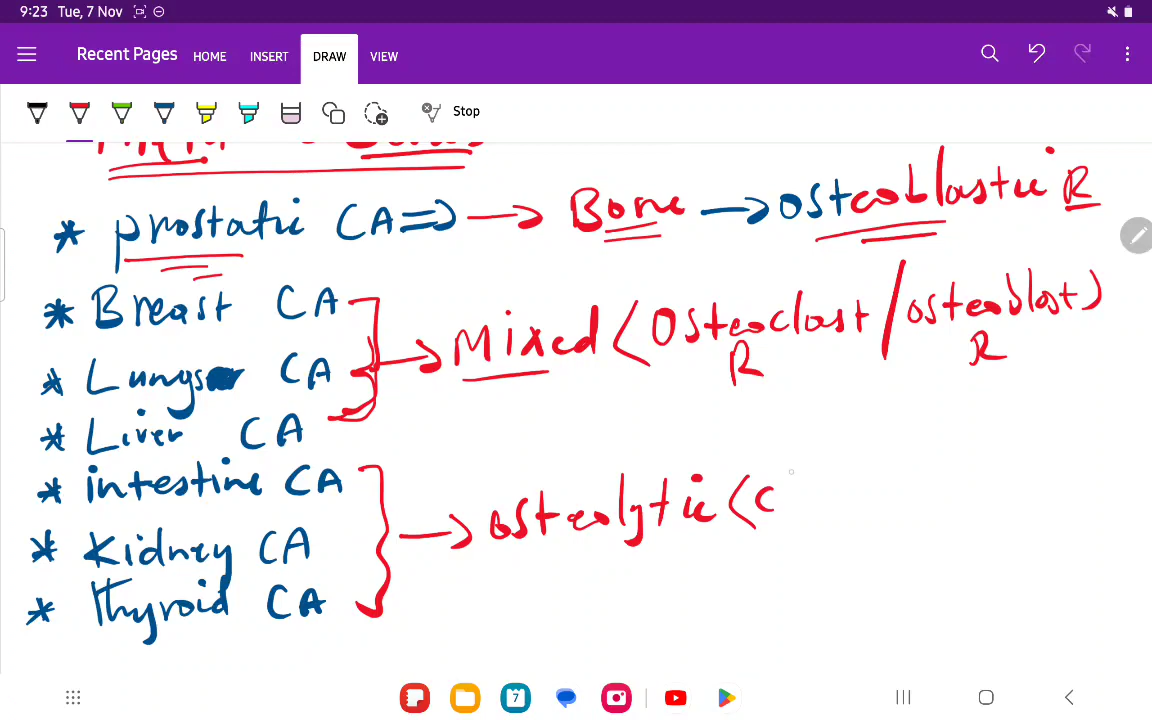 9:23 Tue, 7 Nov
Recent Pages HOME INSERT DRAW VIEW
Stop
* prostatic CA => → Bone → osteoblastic R
* Breast CA
* Lungs CA
* Liver CA
→ Mixed (Osteoclast / osteoblast)
R R
* intestine CA
* Kidney CA
* Thyroid CA
→ osteolytic (c
7